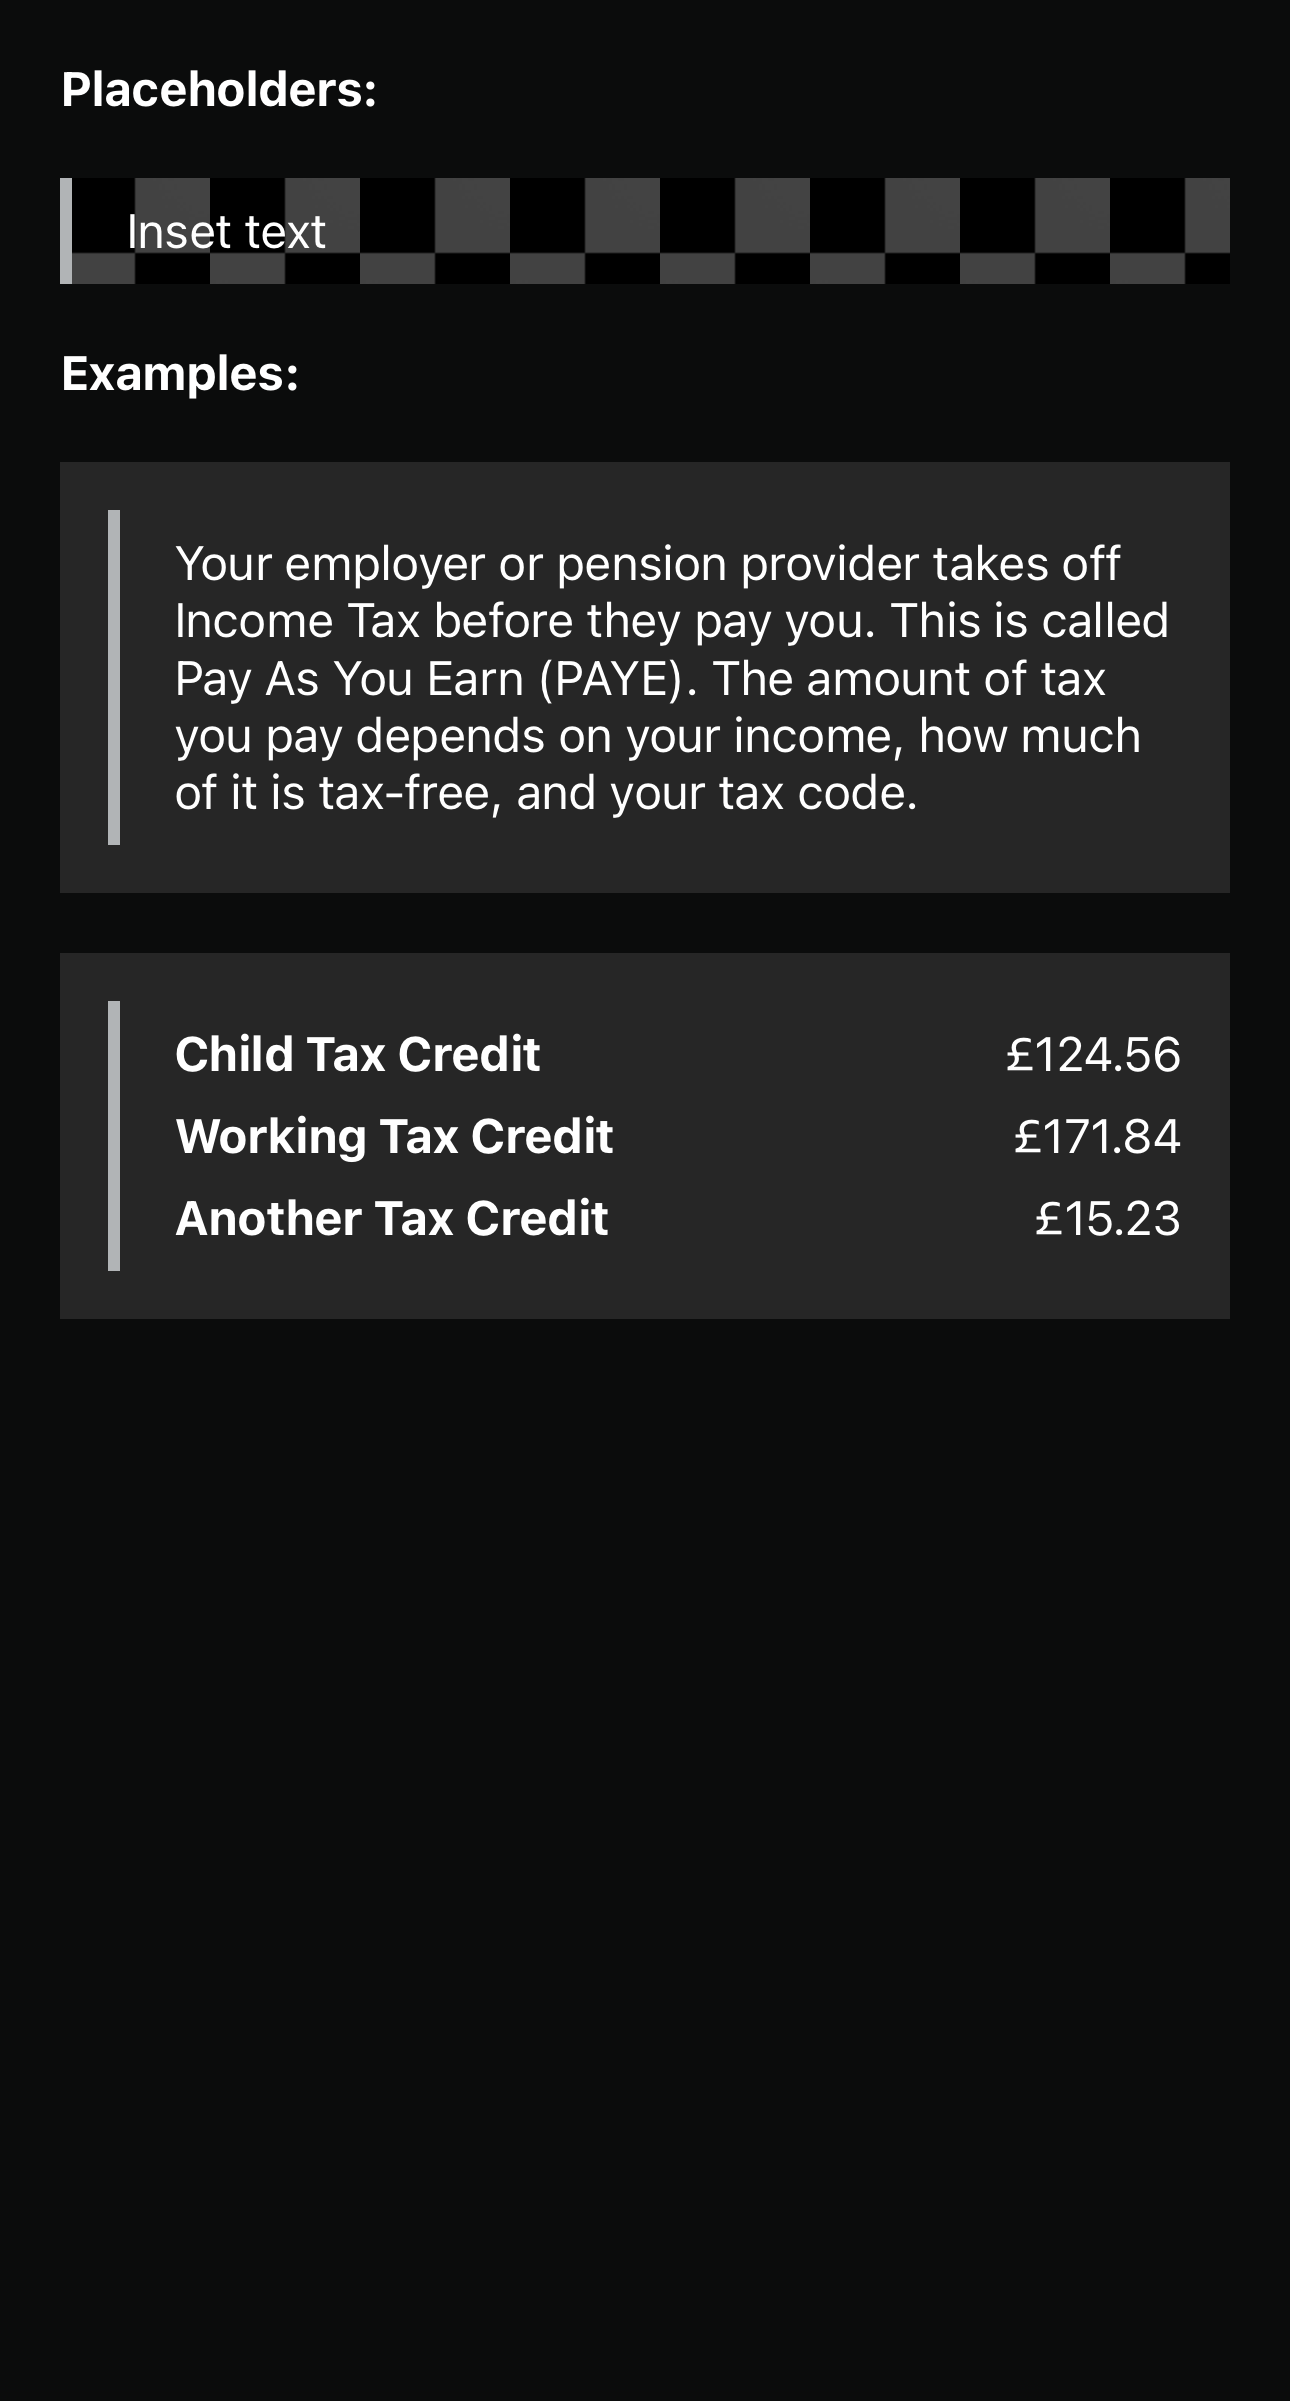 Placeholders:
Inset text
Examples:
Your employer or pension provider takes off
Income Tax before they pay you. This is called
Pay As You Earn (PAYE). The amount of tax
you pay depends on your income, how much
of it is tax-free, and your tax code.
Child Tax Credit £124.56
Working Tax Credit £171.84
Another Tax Credit £15.23